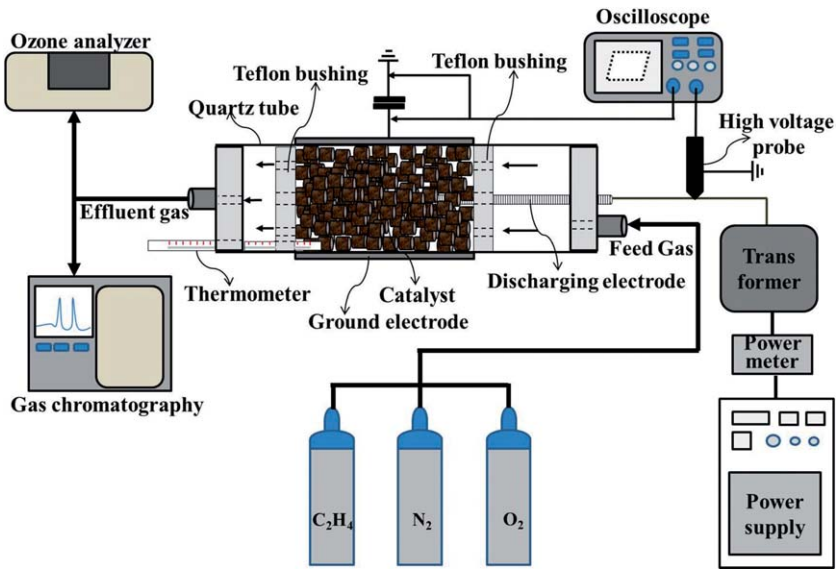 Oscilloscope
Ozone analyzer
Teflon bushing
Teflon bushing
Quartz tube
High voltage
probe
Effluent gas
Feed Gas
Thermometer
Catalyst
Discharging electrode
Ground electrode
Trans
former
Power
meter
Gas chromatography
C₂H₄
N₂
O₂
Power
supply